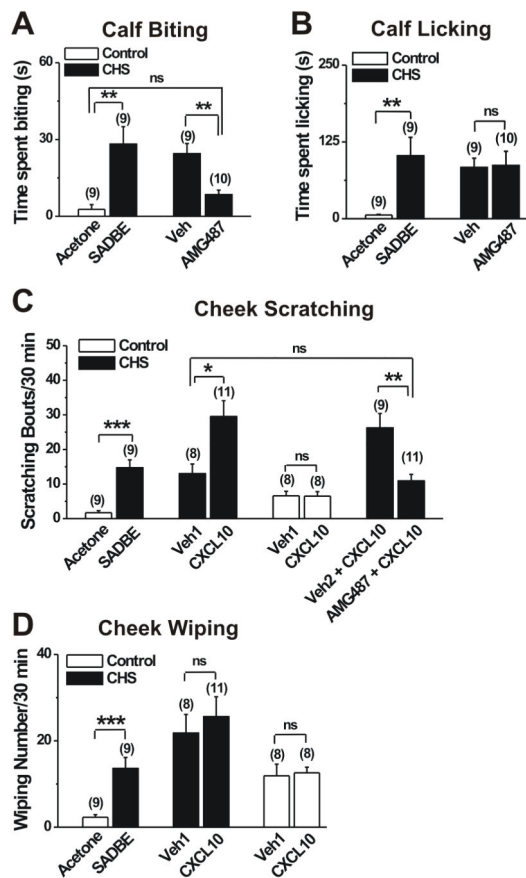 A Calf Biting
Control
CHS
Time spent biting (s)
60
30
0
ns
**
**
(9)
(9)
(9)
(10)
Acetone
SADBE
Veh
AMG487
B Calf Licking
Control
CHS
Time spent licking (s)
250
125
0
**
ns
(9)
(9)
(9)
(10)
Acetone
SADBE
Veh
AMG487
C Cheek Scratching
Control
CHS
Scratching Bouts/30 min
50
40
30
20
10
0
ns
***
*
ns
**
(9)
(9)
(8)
(11)
(8)
(8)
(9)
(11)
Acetone
SADBE
Veh1
CXCL10
Veh1
CXCL10
Veh2 + CXCL10
AMG487 + CXCL10
D Cheek Wiping
Control
CHS
Wiping Number/30 min
40
20
0
***
ns
ns
(9)
(9)
(8)
(11)
(8)
(8)
Acetone
SADBE
Veh1
CXCL10
Veh1
CXCL10